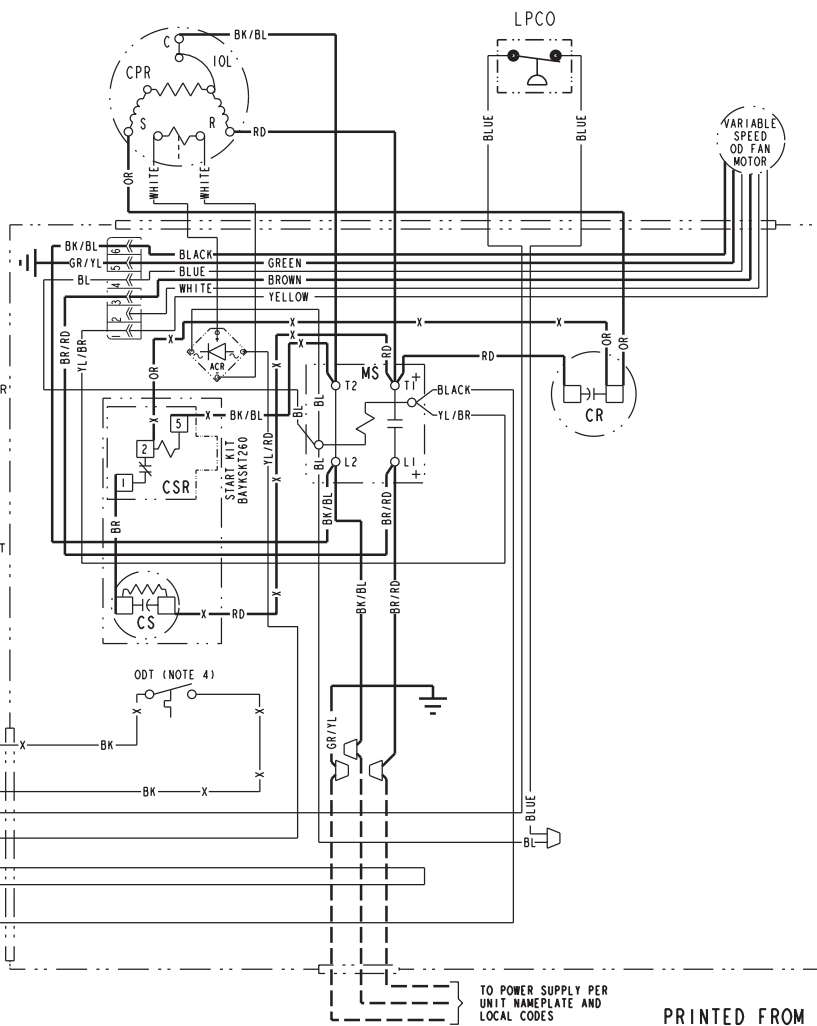 LPCO
C
BK/BL
IOL
CPR
S
R
RD
VARIABLE
SPEED
OD FAN
MOTOR
BLUE
BLUE
OR
WHITE
WHITE
BK/BL
6
BLACK
GR/YL
5
GREEN
BL
4
BLUE
BROWN
3
WHITE
YELLOW
2
1
BR/RD
YL/BR
X
X
X
X
X
X
X
OR
ACR
RD
RD
OR
OR
MS
+
T2
T1
BLACK
YL/BR
CR
R
BL
BL
X
BK/BL
X
5
2
1
CSR
START KIT
BAYKSKT260
YL/RD
X
BL
L2
L1
+
BR
BK/BL
BR/RD
T
BK/BL
BR/RD
X
CS
X
RD
ODT (NOTE 4)
X
X
X
BK
X
BK
X
GR/YL
BLUE
BL
TO POWER SUPPLY PER
UNIT NAMEPLATE AND
LOCAL CODES
PRINTED FROM